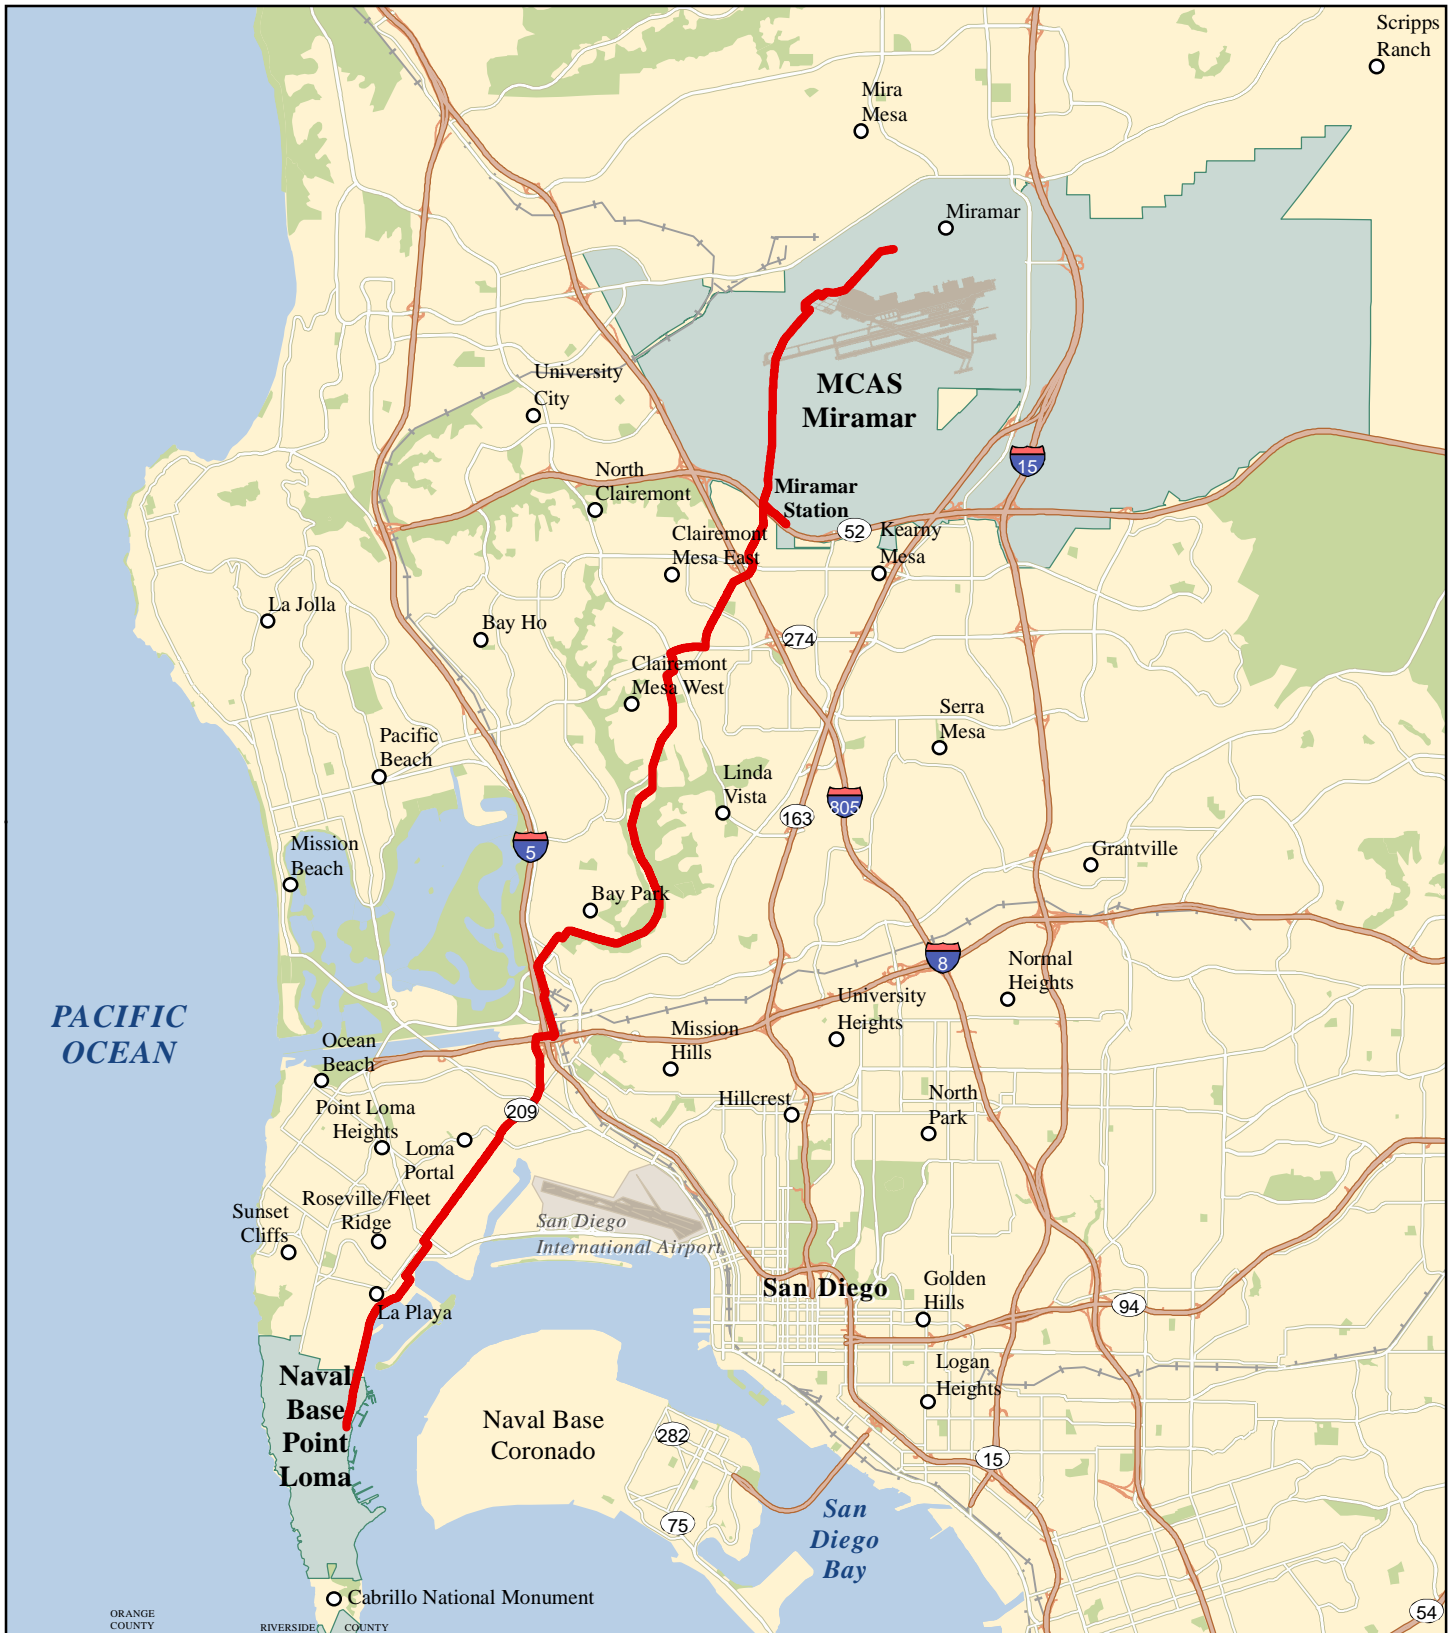 Scripps
Ranch
Mira
Mesa
Miramar
University
City
MCAS
Miramar
15
North
Clairemont
Miramar
Station
52
Kearny
Mesa
Clairemont
Mesa East
La Jolla
Bay Ho
274
Clairemont
Mesa West
Serra
Mesa
Pacific
Beach
Linda
Vista
805
163
5
Mission
Beach
Grantville
Bay Park
8
Normal
Heights
University
Heights
PACIFIC
OCEAN
Ocean
Beach
Mission
Hills
Hillcrest
North
Park
209
Point Loma
Heights
Loma
Portal
Roseville/Fleet
Ridge
Sunset
Cliffs
San Diego
International Airport
San Diego
Golden
Hills
94
La Playa
Logan
Heights
Naval
Base
Point
Loma
Naval Base
Coronado
282
15
75
San
Diego
Bay
Cabrillo National Monument
54
ORANGE
COUNTY
RIVERSIDE COUNTY